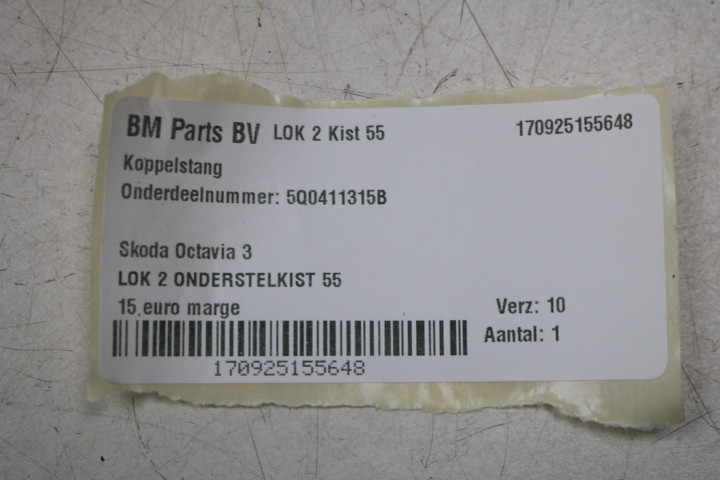 BM Parts BV LOK 2 Kist 55 170925155648
Koppelstang
Onderdeelnummer: 5Q0411315B
Skoda Octavia 3
LOK 2 ONDERSTELKIST 55
15,euro marge Verz: 10
Aantal: 1
170925155648